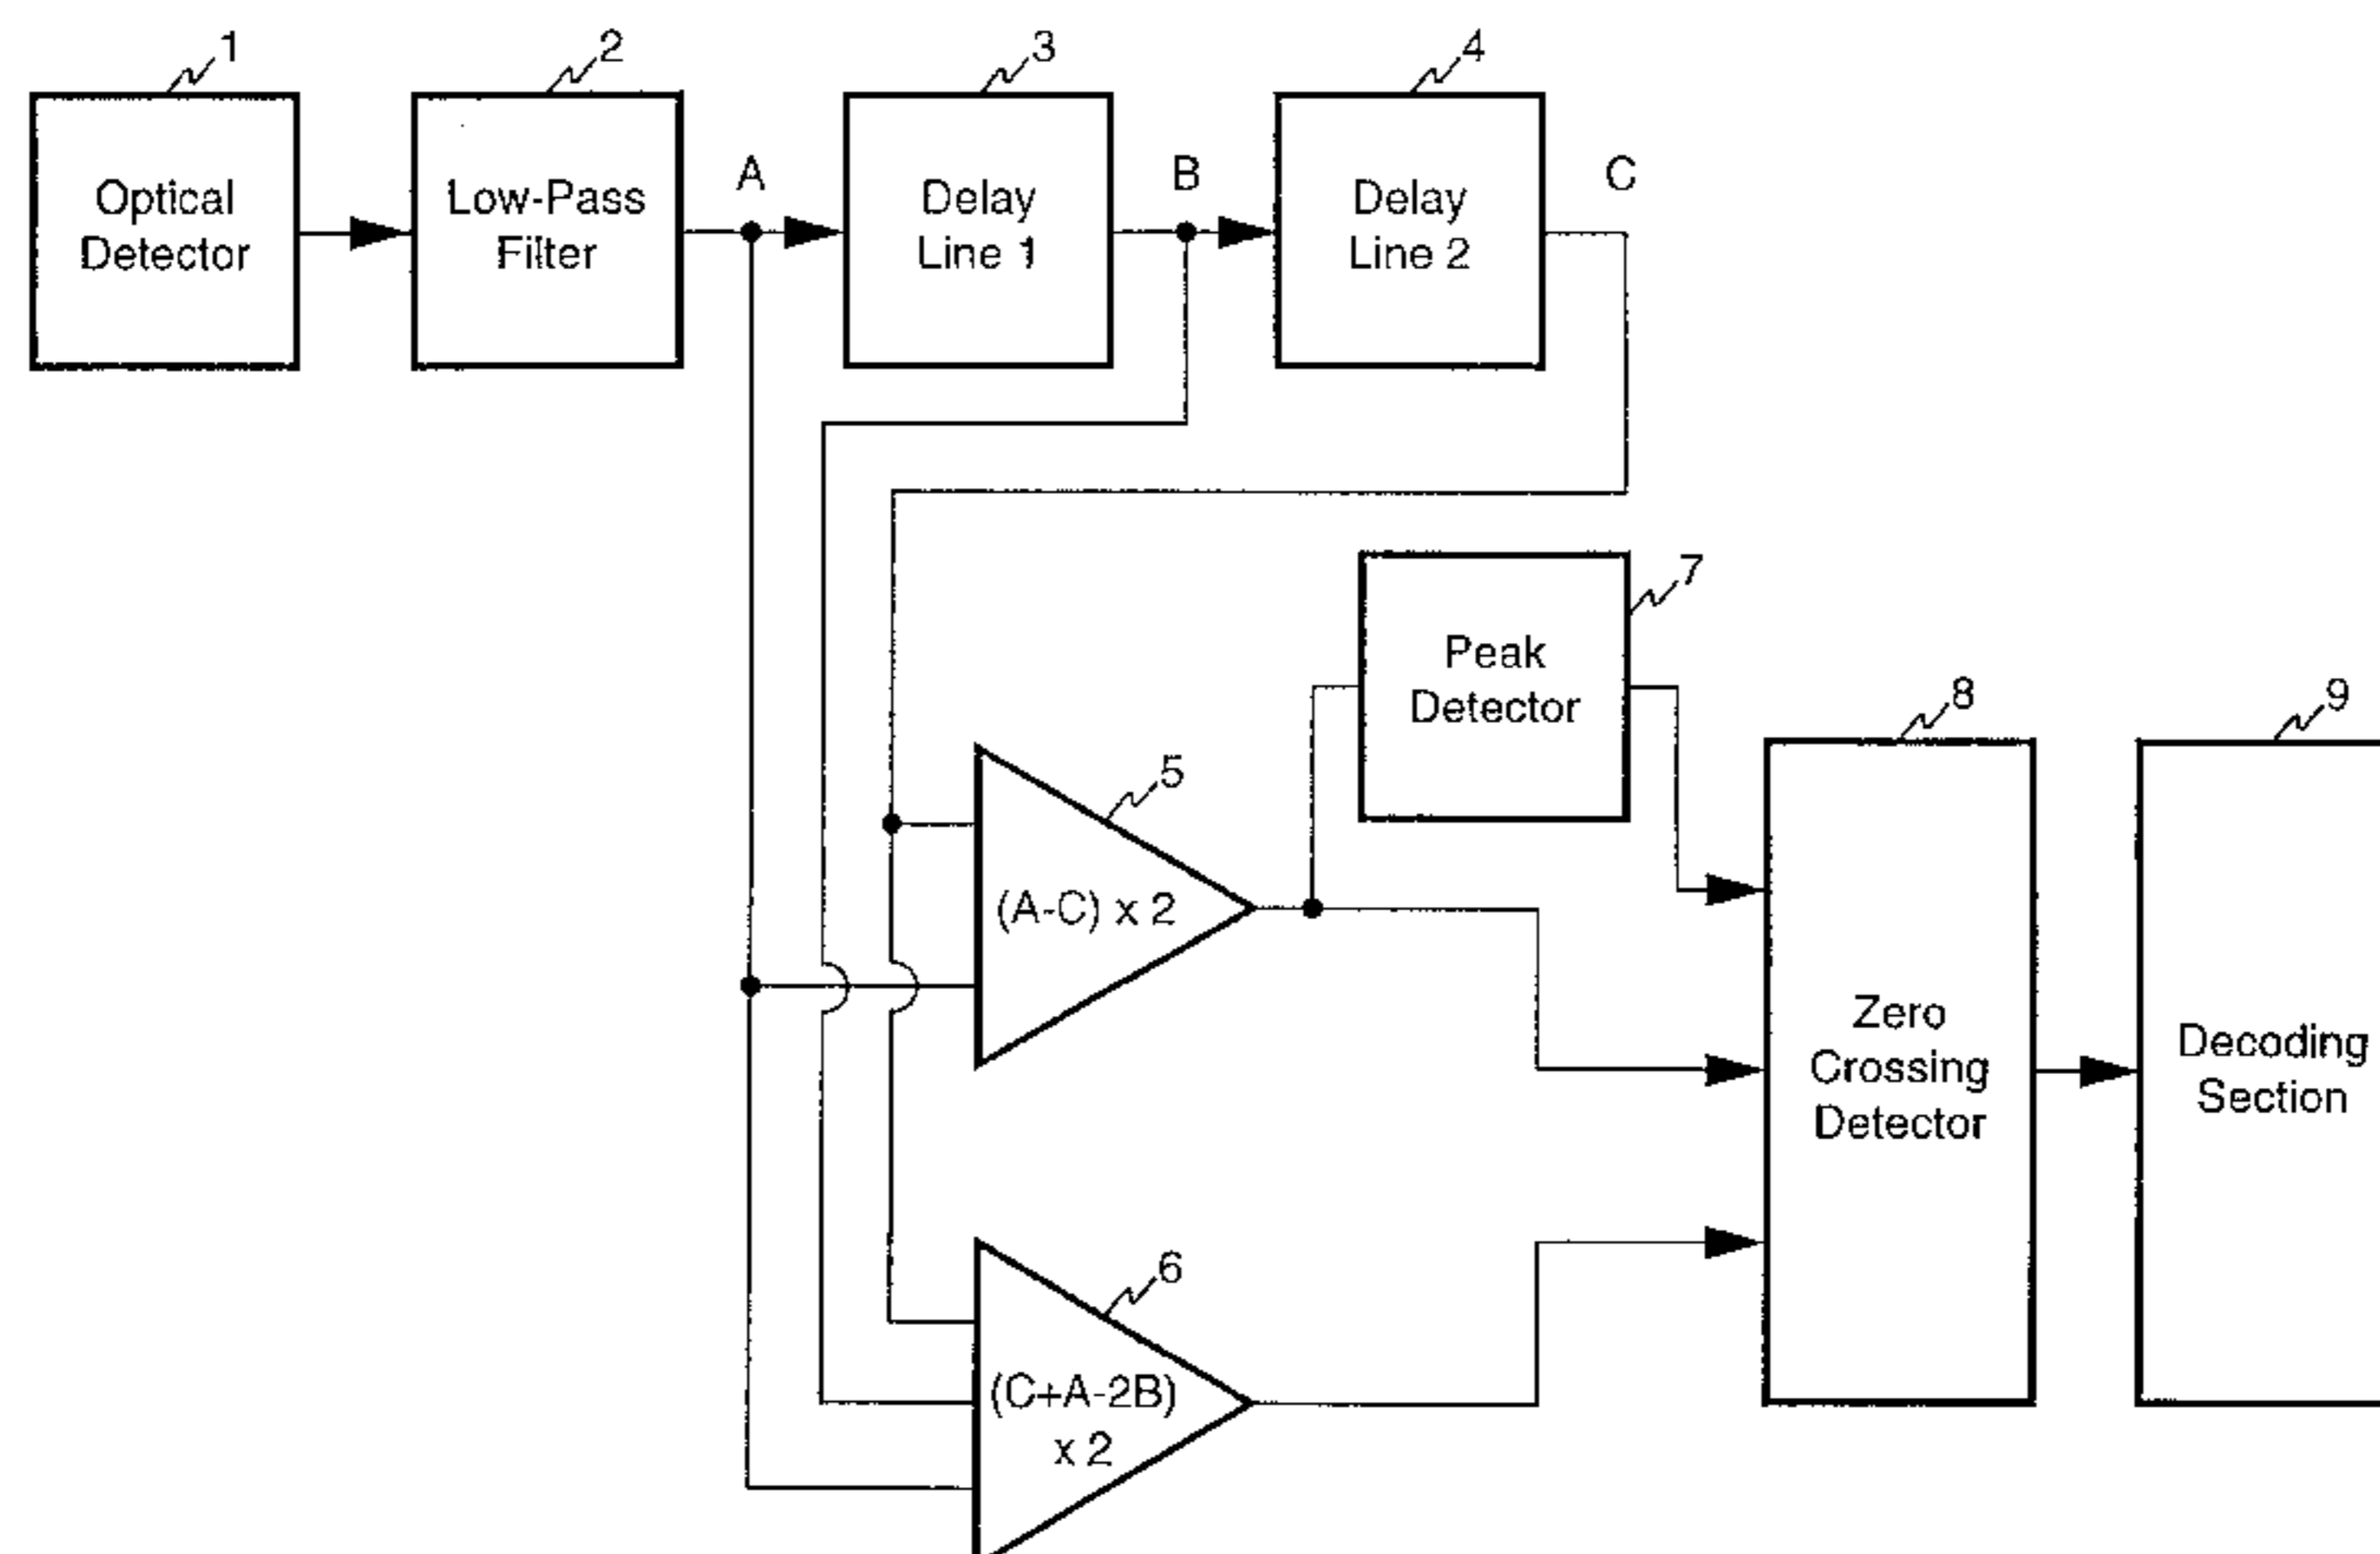 1
2
3
4
Optical
Detector
Low-Pass
Filter
A
Delay
Line 1
B
Delay
Line 2
C
7
Peak
Detector
5
(A-C) x 2
8
Zero
Crossing
Detector
9
Decoding
Section
6
(C+A-2B)
x 2